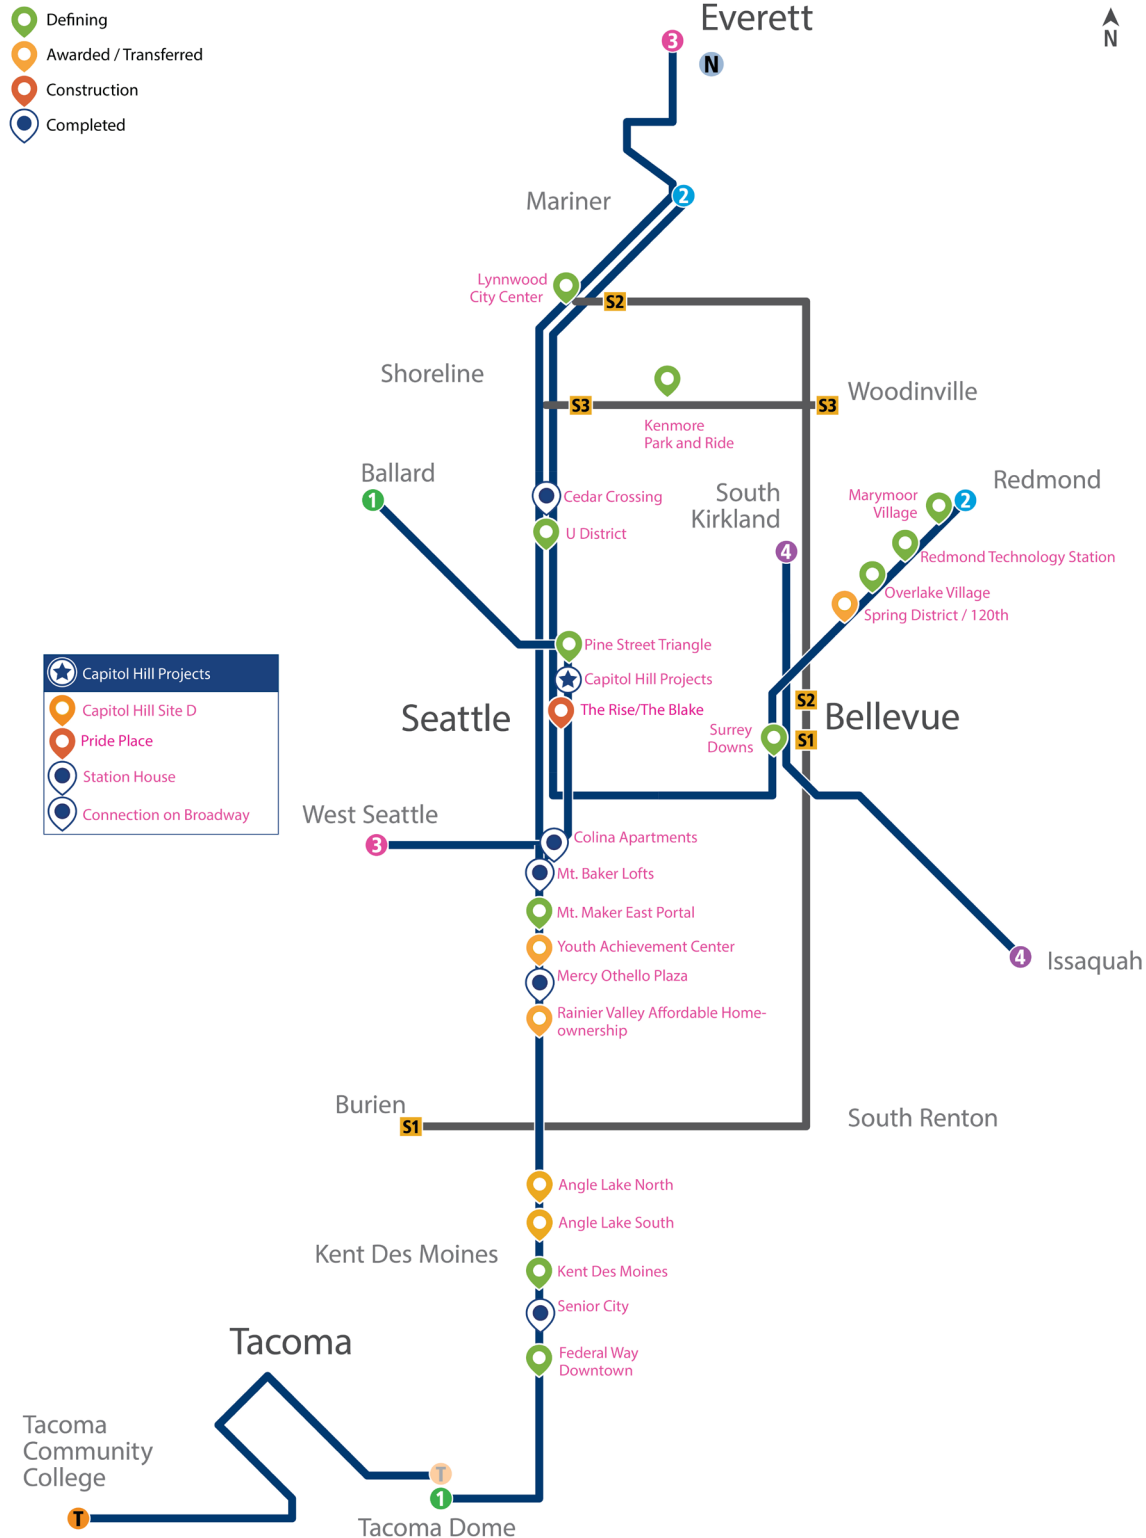 Defining
Awarded / Transferred
Construction
Completed
Everett
N
3
N
Mariner
2
Lynnwood
City Center
S2
Shoreline
S3
S3
Woodinville
Kenmore
Park and Ride
Ballard
1
Cedar Crossing
U District
South
Kirkland
4
Marymoor
Village
2
Redmond
Redmond Technology Station
Overlake Village
Spring District / 120th
Pine Street Triangle
Capitol Hill Projects
The Rise/The Blake
Seattle
Surrey
Downs
S2
S1
Bellevue
Capitol Hill Projects
Capitol Hill Site D
Pride Place
Station House
Connection on Broadway
West Seattle
3
Colina Apartments
Mt. Baker Lofts
Mt. Maker East Portal
Youth Achievement Center
Mercy Othello Plaza
Rainier Valley Affordable Home-
ownership
4
Issaquah
Burien
S1
South Renton
Angle Lake North
Angle Lake South
Kent Des Moines
Kent Des Moines
Senior City
Federal Way
Downtown
Tacoma
Tacoma
Community
College
T
T
1
Tacoma Dome